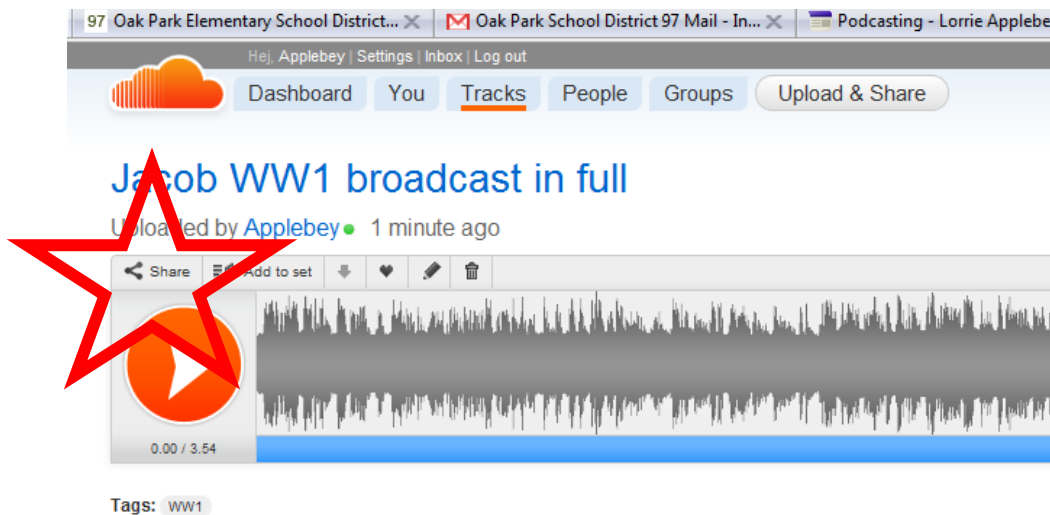 97 Oak Park Elementary School District... Oak Park School District 97 Mail - In... Podcasting - Lorrie Applebe
Hej, Applebey | Settings | Inbox | Log out
Dashboard You Tracks People Groups Upload & Share
Jacob WW1 broadcast in full
Uploaded by Applebey 1 minute ago
Share Add to set
0.00 / 3.54
Tags: WW1